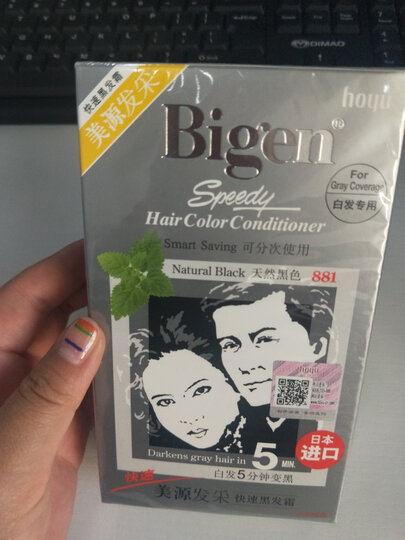 DIMAO
快速黑发霜
美源发采
hoyu
Bigen®
For
Gray Coverage
白发专用
Speedy
Hair Color Conditioner
Smart Saving 可分次使用
Natural Black 天然黑色 881
hoyu
Darkens gray hair in 5 MIN.
日本
进口
快速
白发5分钟变黑
美源发采 快速黑发霜